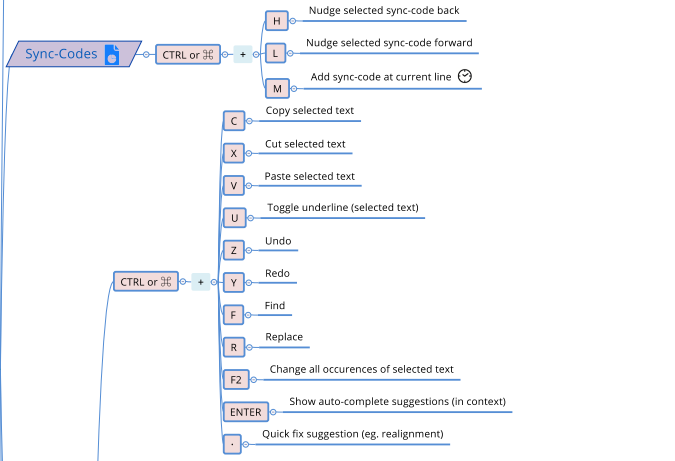 Sync-Codes
CTRL or ⌘
+
H
Nudge selected sync-code back
L
Nudge selected sync-code forward
M
Add sync-code at current line
CTRL or ⌘
+
C
Copy selected text
X
Cut selected text
V
Paste selected text
U
Toggle underline (selected text)
Z
Undo
Y
Redo
F
Find
R
Replace
F2
Change all occurences of selected text
ENTER
Show auto-complete suggestions (in context)
.
Quick fix suggestion (eg. realignment)